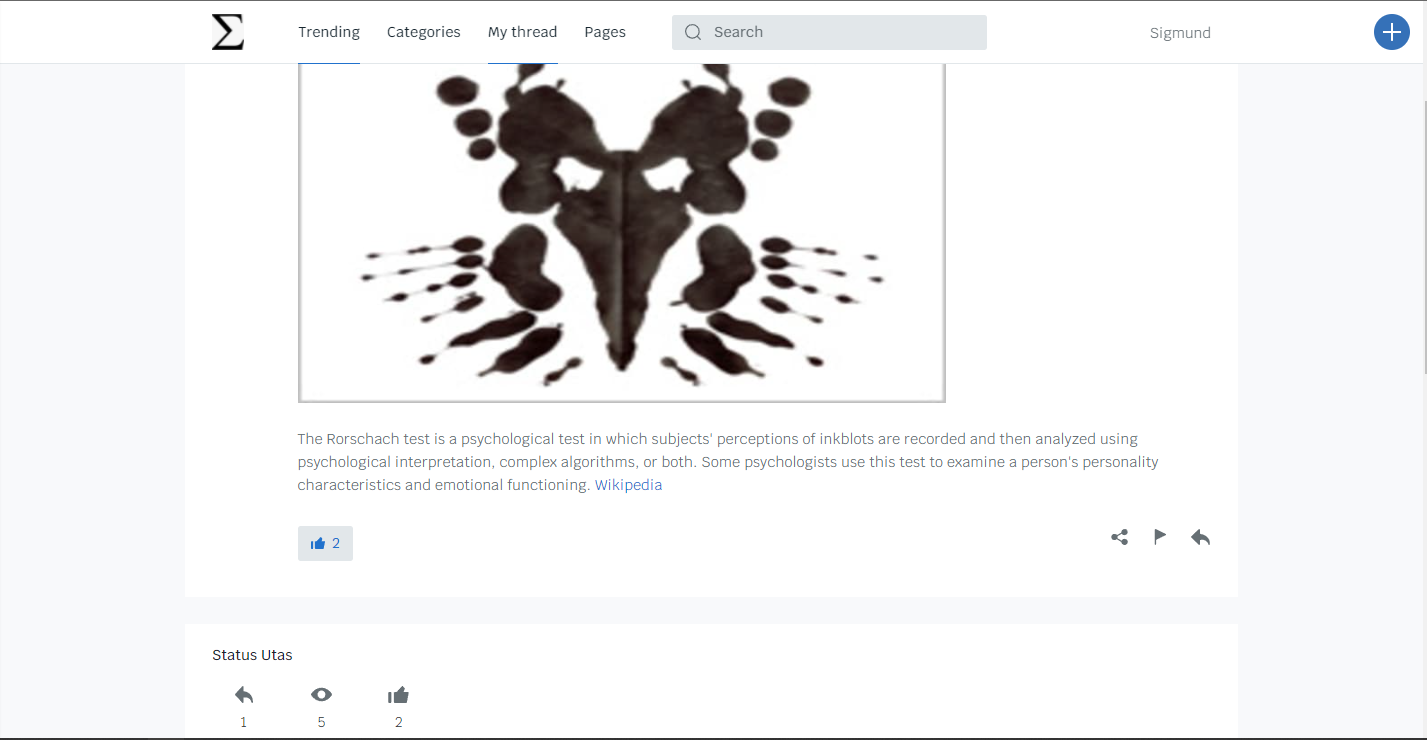 Σ Trending Categories My thread Pages Search Sigmund
The Rorschach test is a psychological test in which subjects' perceptions of inkblots are recorded and then analyzed using
psychological interpretation, complex algorithms, or both. Some psychologists use this test to examine a person's personality
characteristics and emotional functioning. Wikipedia
2
Status Utas
1 5 2